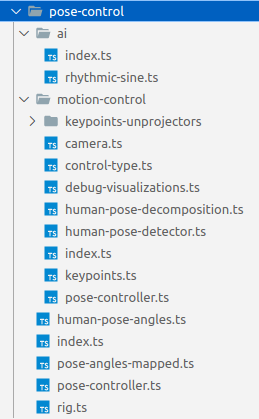 pose-control
ai
TS index.ts
TS rhythmic-sine.ts
motion-control
keypoints-unprojectors
TS camera.ts
TS control-type.ts
TS debug-visualizations.ts
TS human-pose-decomposition.ts
TS human-pose-detector.ts
TS index.ts
TS keypoints.ts
TS pose-controller.ts
TS human-pose-angles.ts
TS index.ts
TS pose-angles-mapped.ts
TS pose-controller.ts
TS rig.ts